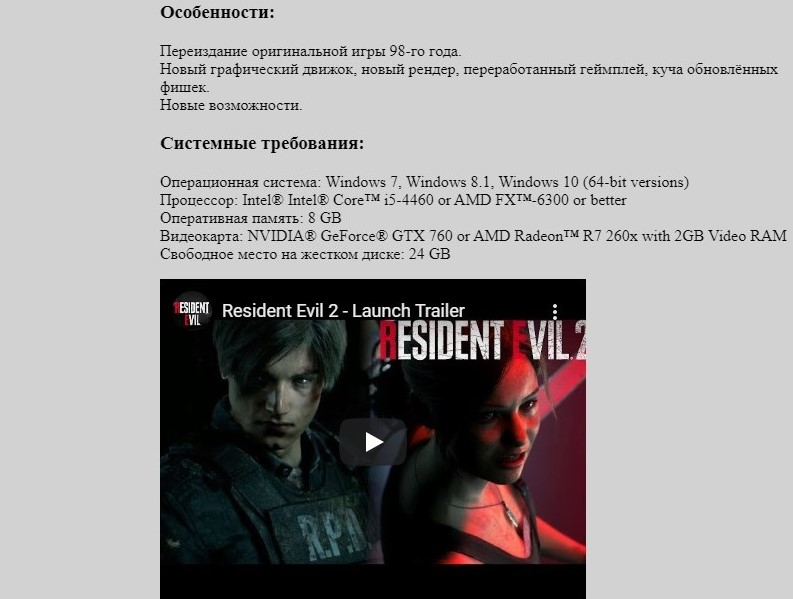 Особенности:
Переиздание оригинальной игры 98-го года.
Новый графический движок, новый рендер, переработанный геймплей, куча обновлённых
фишек.
Новые возможности.
Системные требования:
Операционная система: Windows 7, Windows 8.1, Windows 10 (64-bit versions)
Процессор: Intel® Intel® Core™ i5-4460 or AMD FX™-6300 or better
Оперативная память: 8 GB
Видеокарта: NVIDIA® GeForce® GTX 760 or AMD Radeon™ R7 260x with 2GB Video RAM
Свободное место на жестком диске: 24 GB
RESIDENT
EVIL
Resident Evil 2 - Launch Trailer
RESIDENT EVIL 2
R.P.D